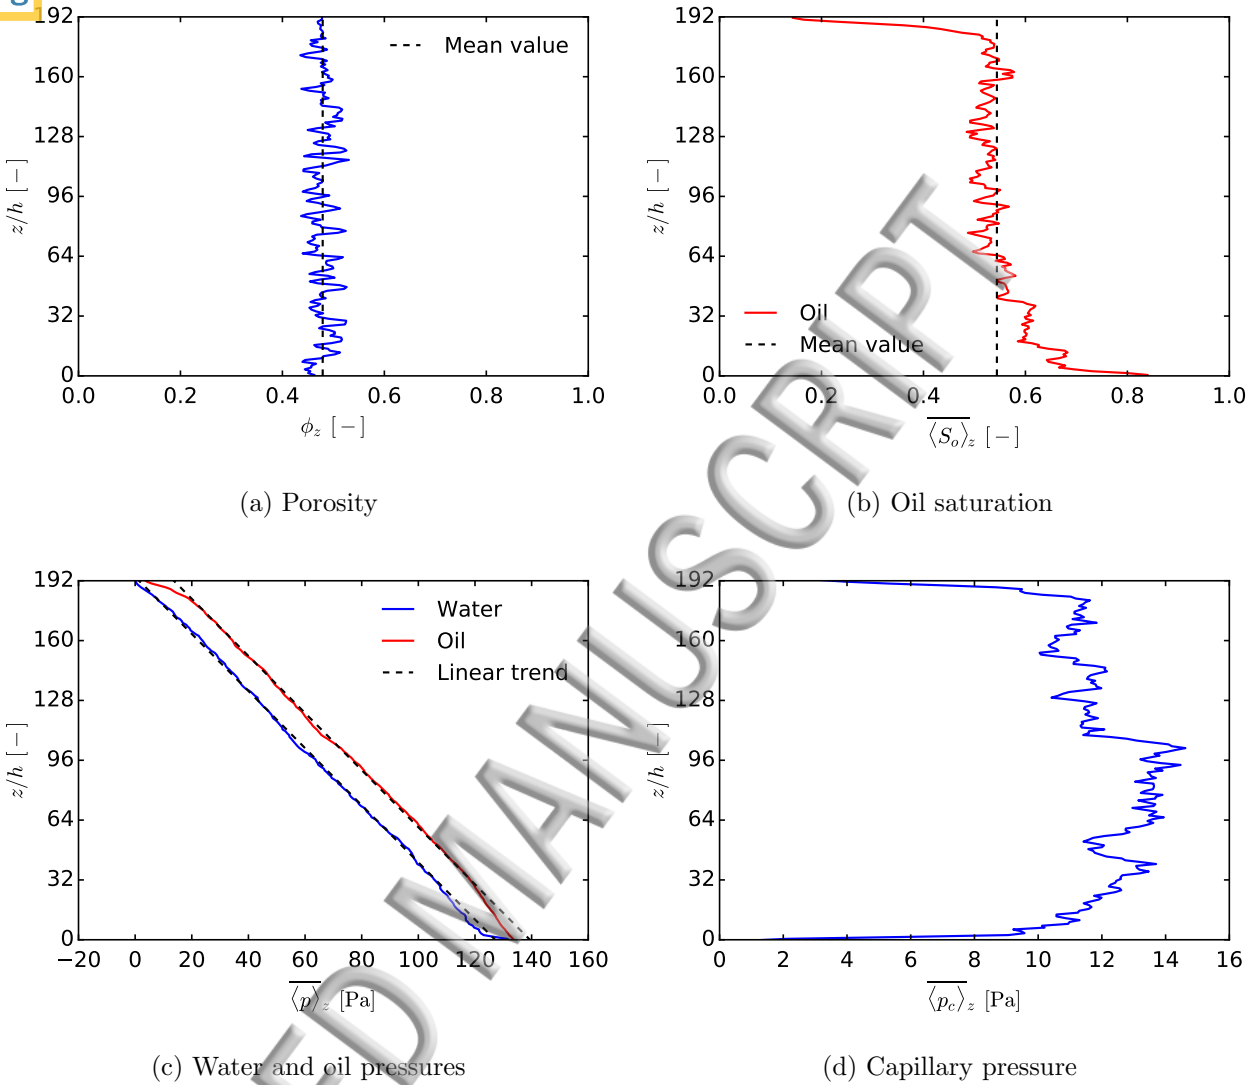 g
192
160
128
96
64
32
0
z/h [−]
Mean value
0.0 0.2 0.4 0.6 0.8 1.0
ϕ_z [−]
(a) Porosity
192
160
128
96
64
32
0
z/h [−]
Oil
Mean value
0.0 0.2 0.4 0.6 0.8 1.0
\overline{⟨S_o⟩}_z [−]
(b) Oil saturation
192
160
128
96
64
32
0
z/h [−]
Water
Oil
Linear trend
−20 0 20 40 60 80 100 120 140 160
\overline{⟨p⟩}_z [Pa]
(c) Water and oil pressures
192
160
128
96
64
32
0
z/h [−]
0 2 4 6 8 10 12 14 16
\overline{⟨p_c⟩}_z [Pa]
(d) Capillary pressure
ED MANUSCRIPT